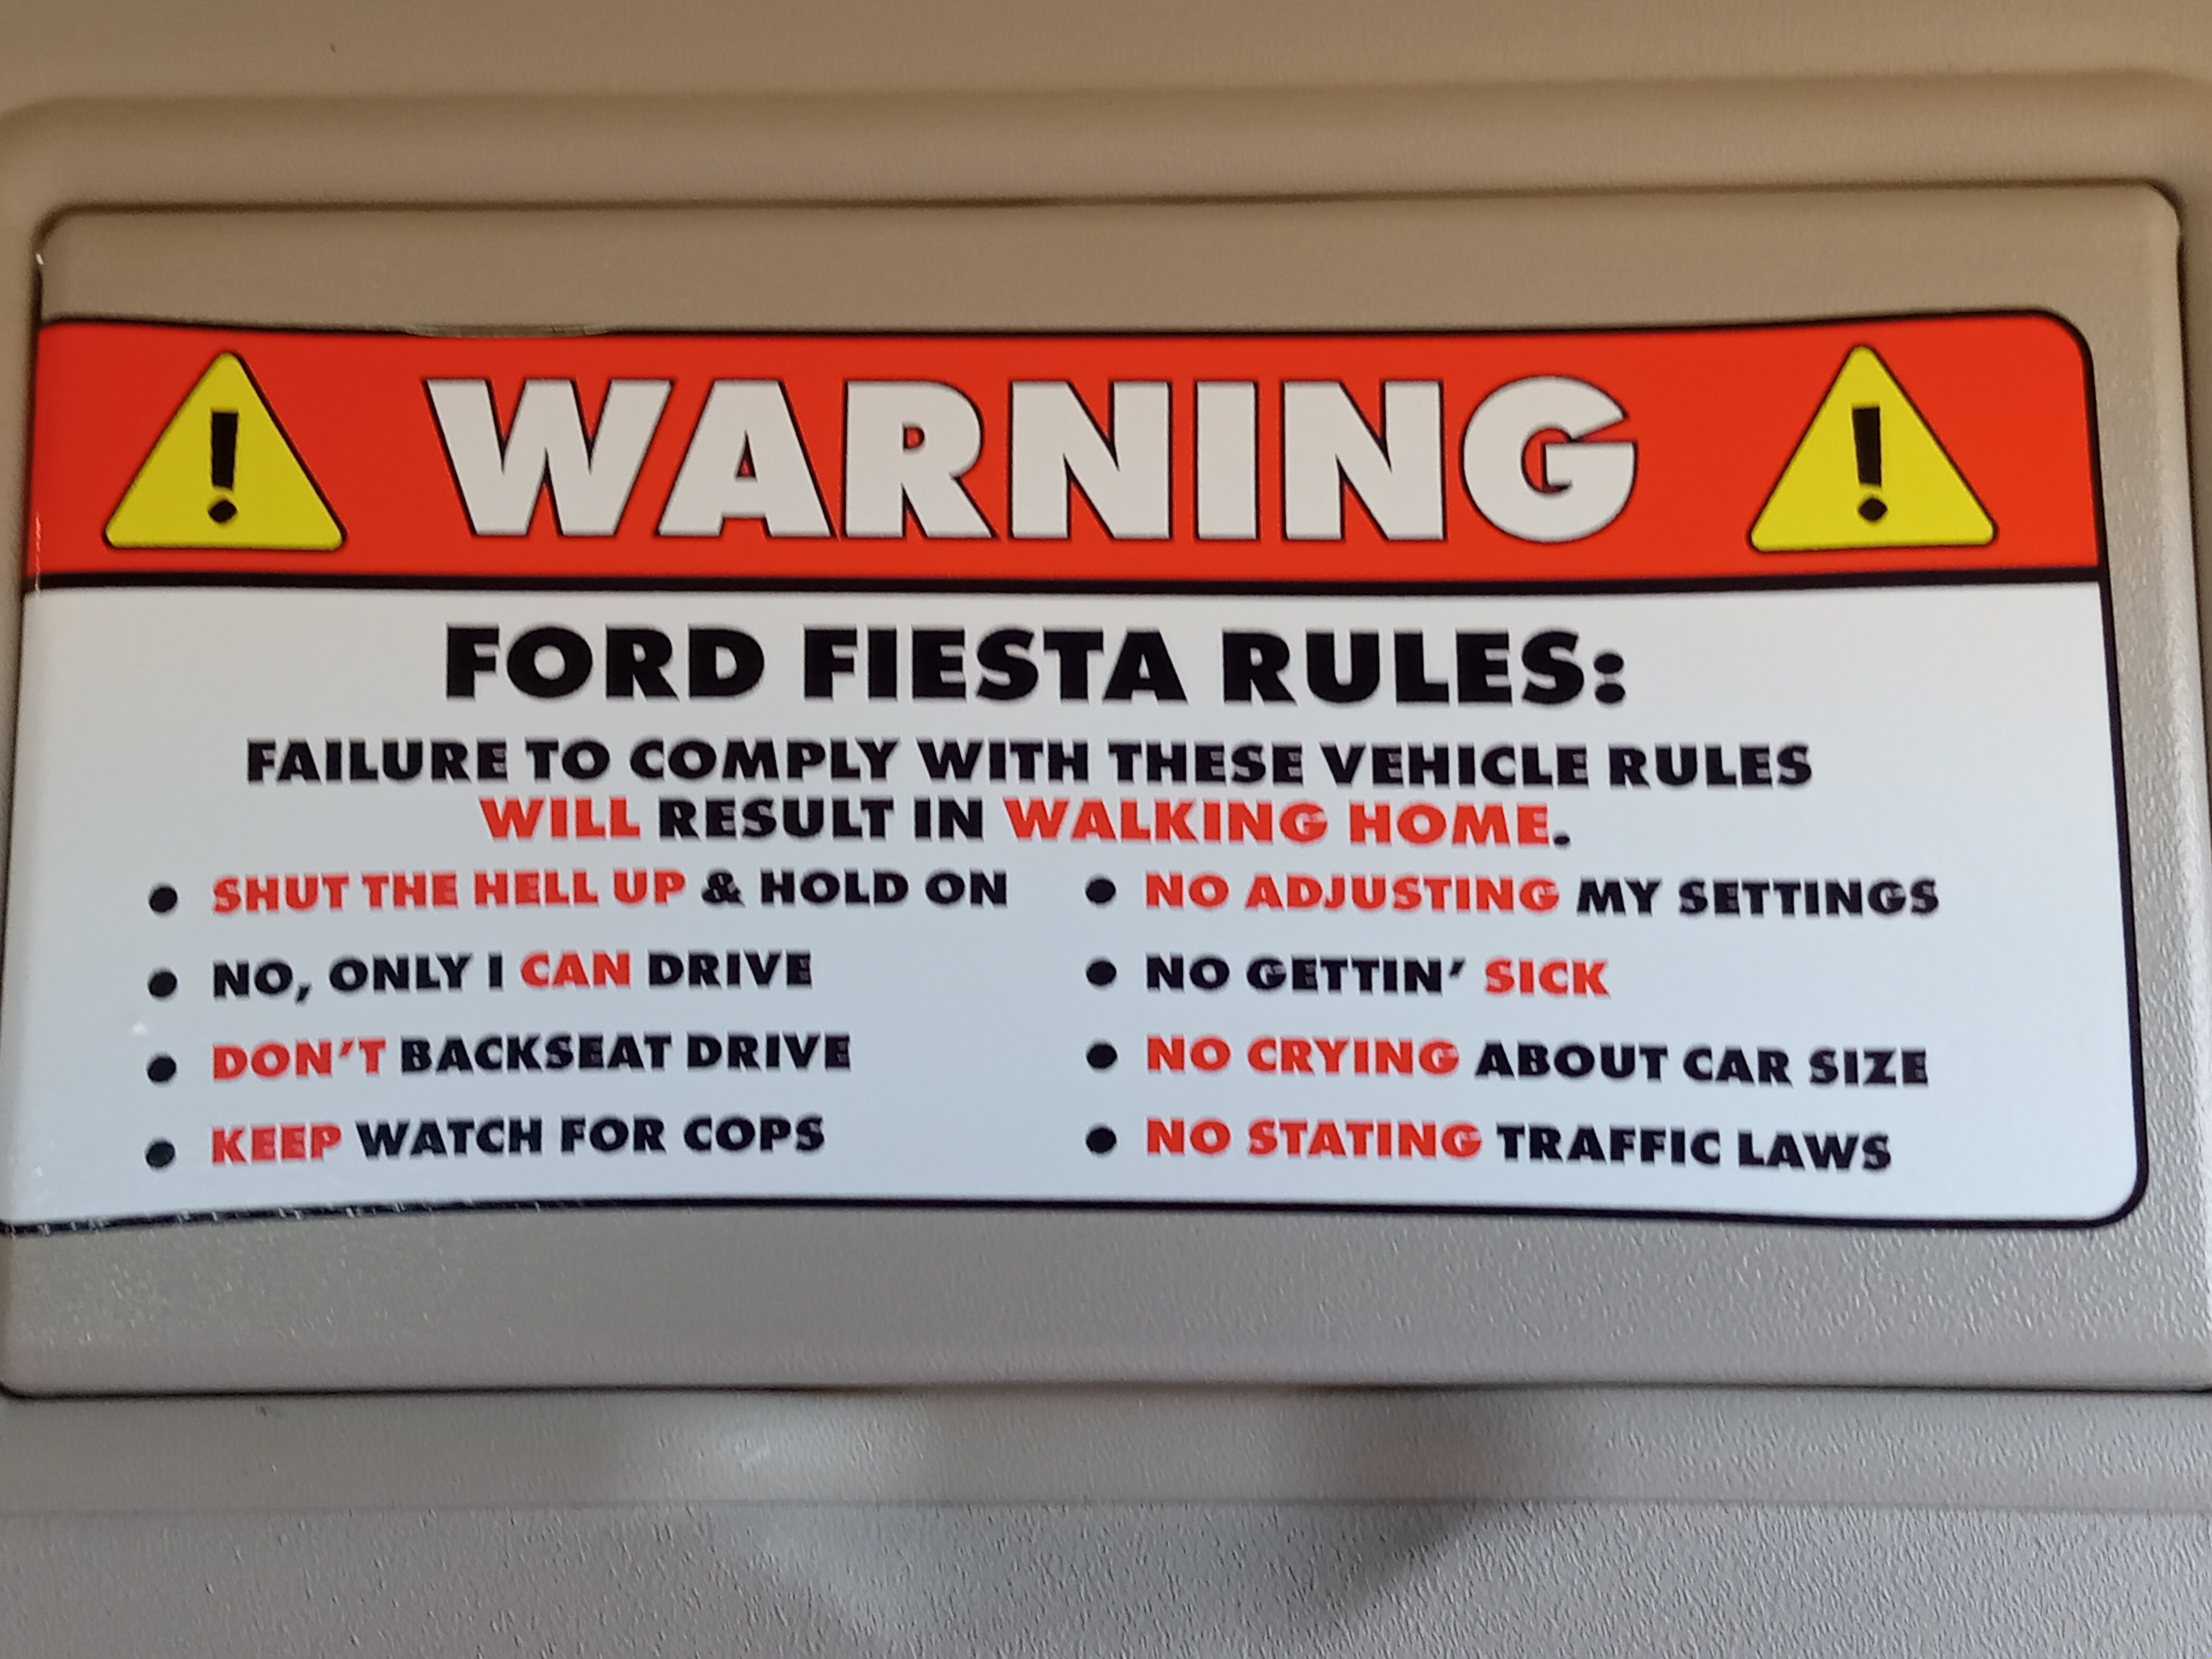 WARNING
FORD FIESTA RULES:
FAILURE TO COMPLY WITH THESE VEHICLE RULES
WILL RESULT IN WALKING HOME.
• SHUT THE HELL UP & HOLD ON
• NO, ONLY I CAN DRIVE
• DON'T BACKSEAT DRIVE
• KEEP WATCH FOR COPS
• NO ADJUSTING MY SETTINGS
• NO GETTIN' SICK
• NO CRYING ABOUT CAR SIZE
• NO STATING TRAFFIC LAWS